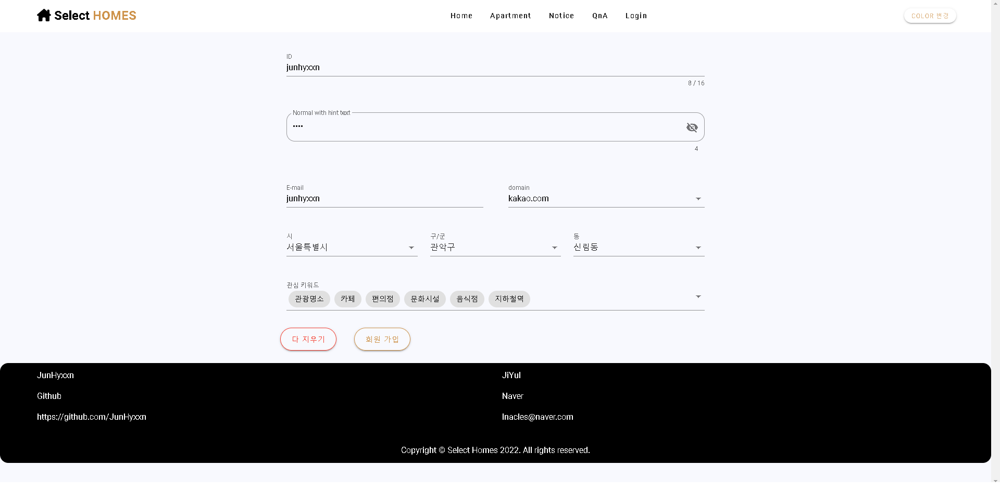 Select HOMES
Home Apartment Notice QnA Login
COLOR 변경
ID
junhyxxn
8 / 16
Normal with hint text
••••
4
E-mail domain
junhyxxn kakao.com
시 구/군 동
서울특별시 관악구 신림동
관심 키워드
관광명소 카페 편의점 문화시설 음식점 지하철역
다 지우기 회원 가입
JunHyxxn JiYul
Github Naver
https://github.com/JunHyxxn lnacles@naver.com
Copyright © Select Homes 2022. All rights reserved.